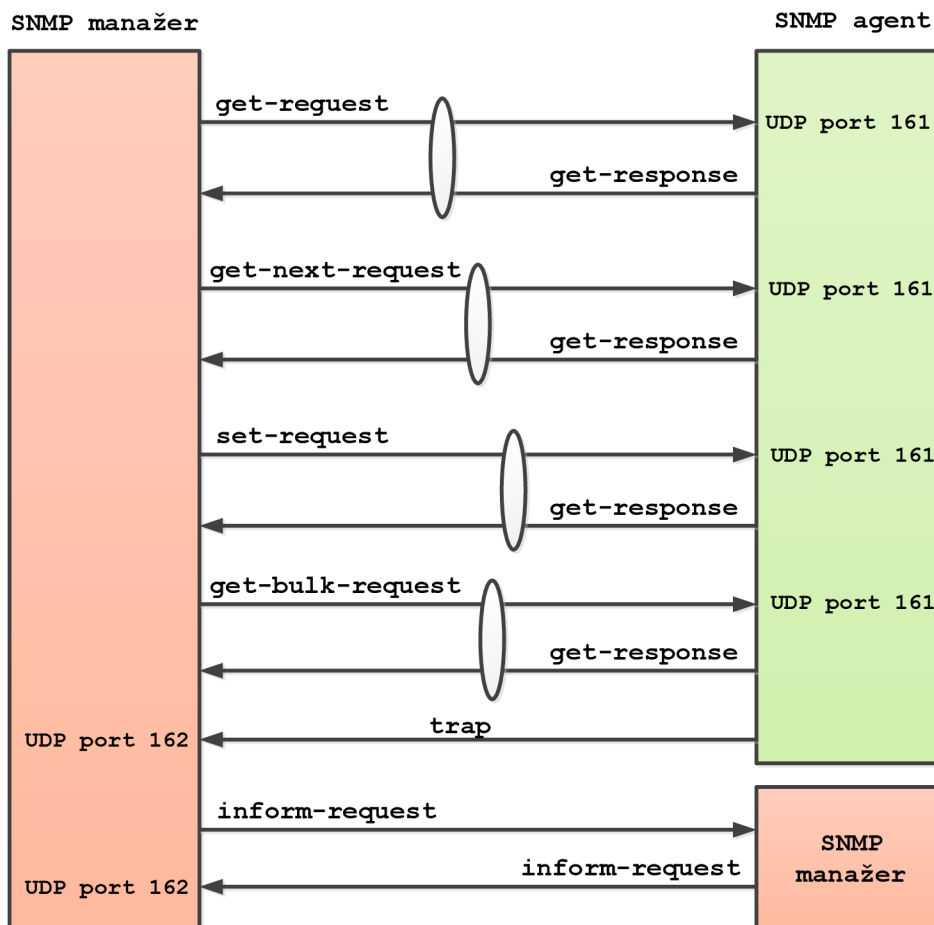 SNMP manažer
SNMP agent
get-reguest
UDP port 161
get-response
get-next-request
UDP port 161
get-response
set-request
UDP port 161
get-response
get-bulk-request
UDP port 161
get-response
trap
UDP port 162
inform-request
SNMP
manažer
inform-request
UDP port 162